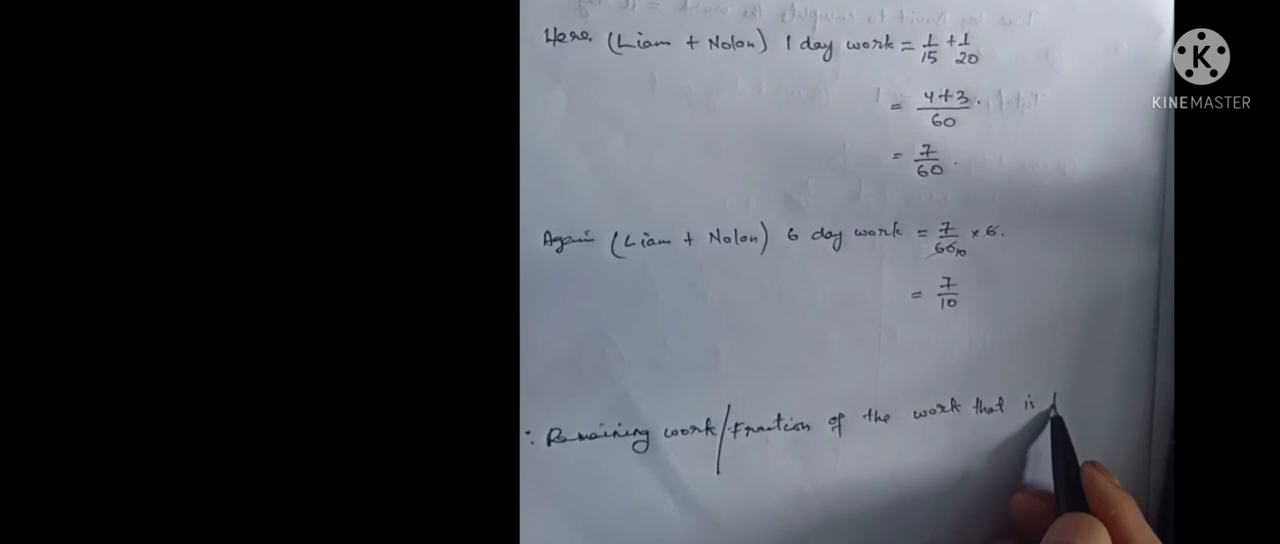 Here, (Liam + Nolan) 1 day work = 1/15 + 1/20
= 4+3/60
= 7/60
Again (Liam + Nolan) 6 day work = 7/60 10 × 6.
= 7/10
∴ Remaining work/Fraction of the work that is
K
KINEMASTER